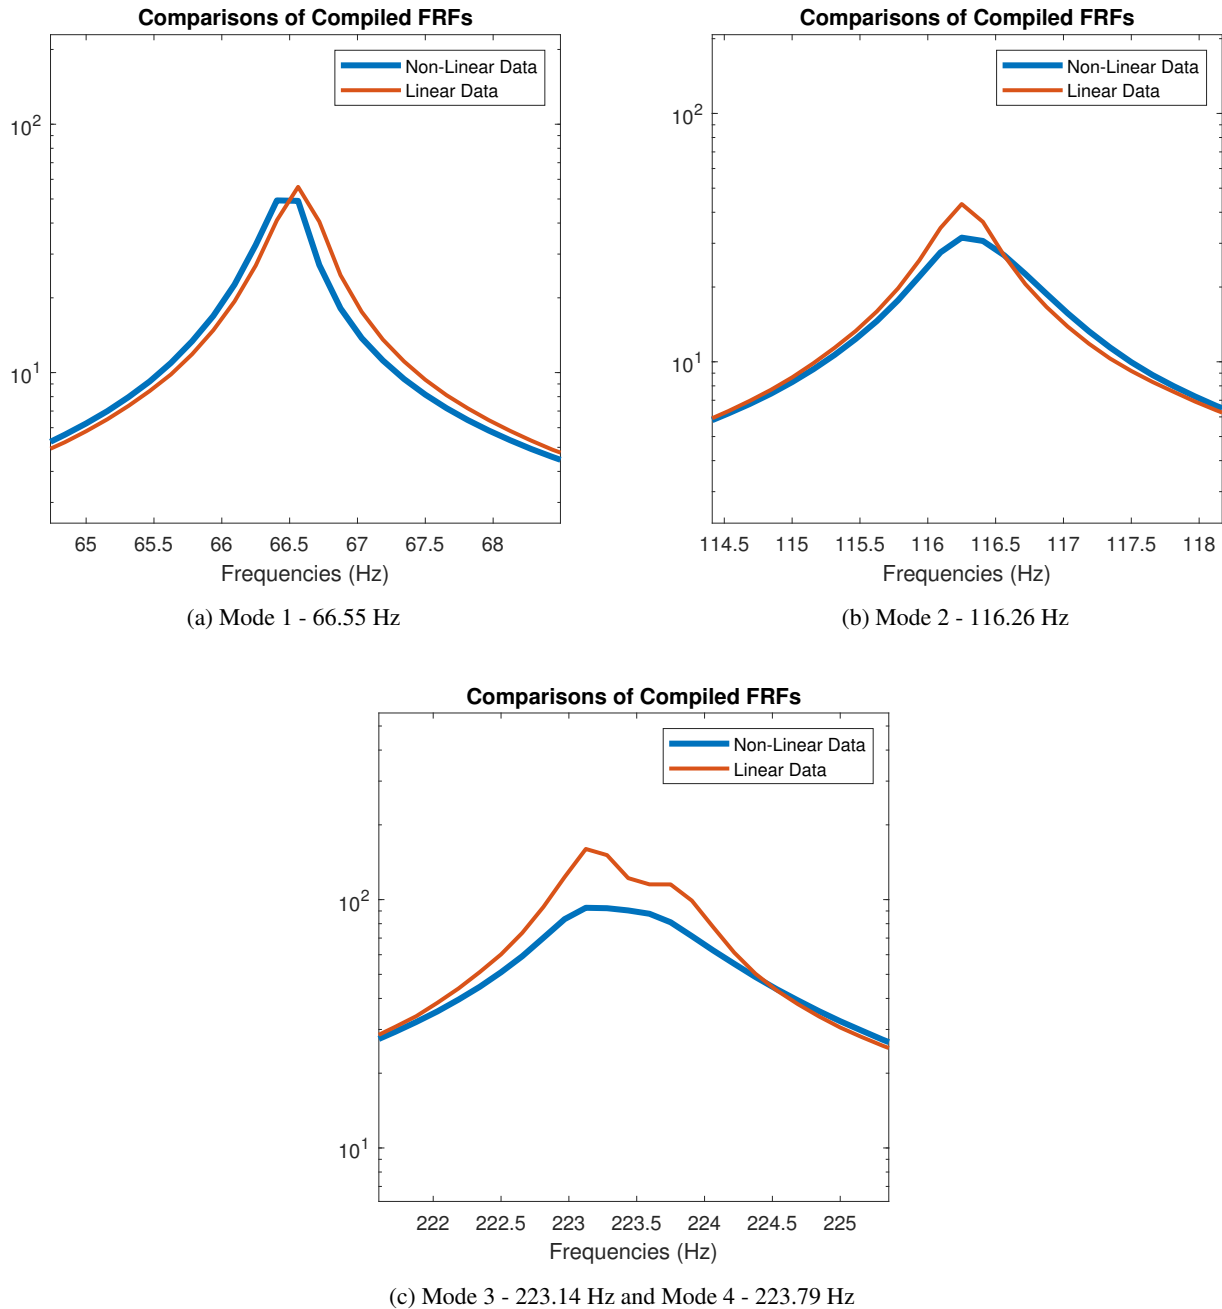 Comparisons of Compiled FRFs
Non-Linear Data
Linear Data
10^2
10^1
65 65.5 66 66.5 67 67.5 68
Frequencies (Hz)
(a) Mode 1 - 66.55 Hz
Comparisons of Compiled FRFs
Non-Linear Data
Linear Data
10^2
10^1
114.5 115 115.5 116 116.5 117 117.5 118
Frequencies (Hz)
(b) Mode 2 - 116.26 Hz
Comparisons of Compiled FRFs
Non-Linear Data
Linear Data
10^2
10^1
222 222.5 223 223.5 224 224.5 225
Frequencies (Hz)
(c) Mode 3 - 223.14 Hz and Mode 4 - 223.79 Hz